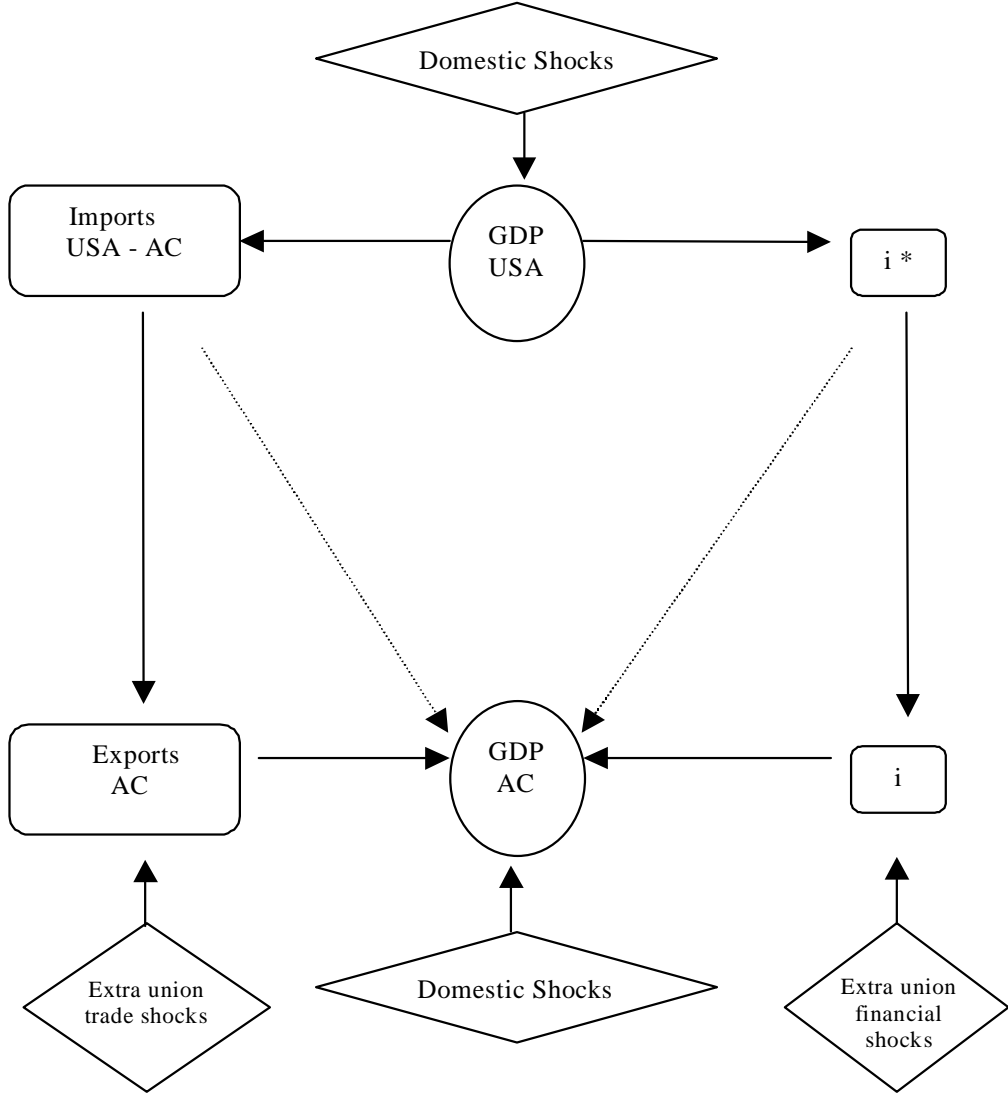 Domestic Shocks
Imports
USA - AC
GDP
USA
i *
Exports
AC
GDP
AC
i
Extra union
trade shocks
Domestic Shocks
Extra union
financial
shocks